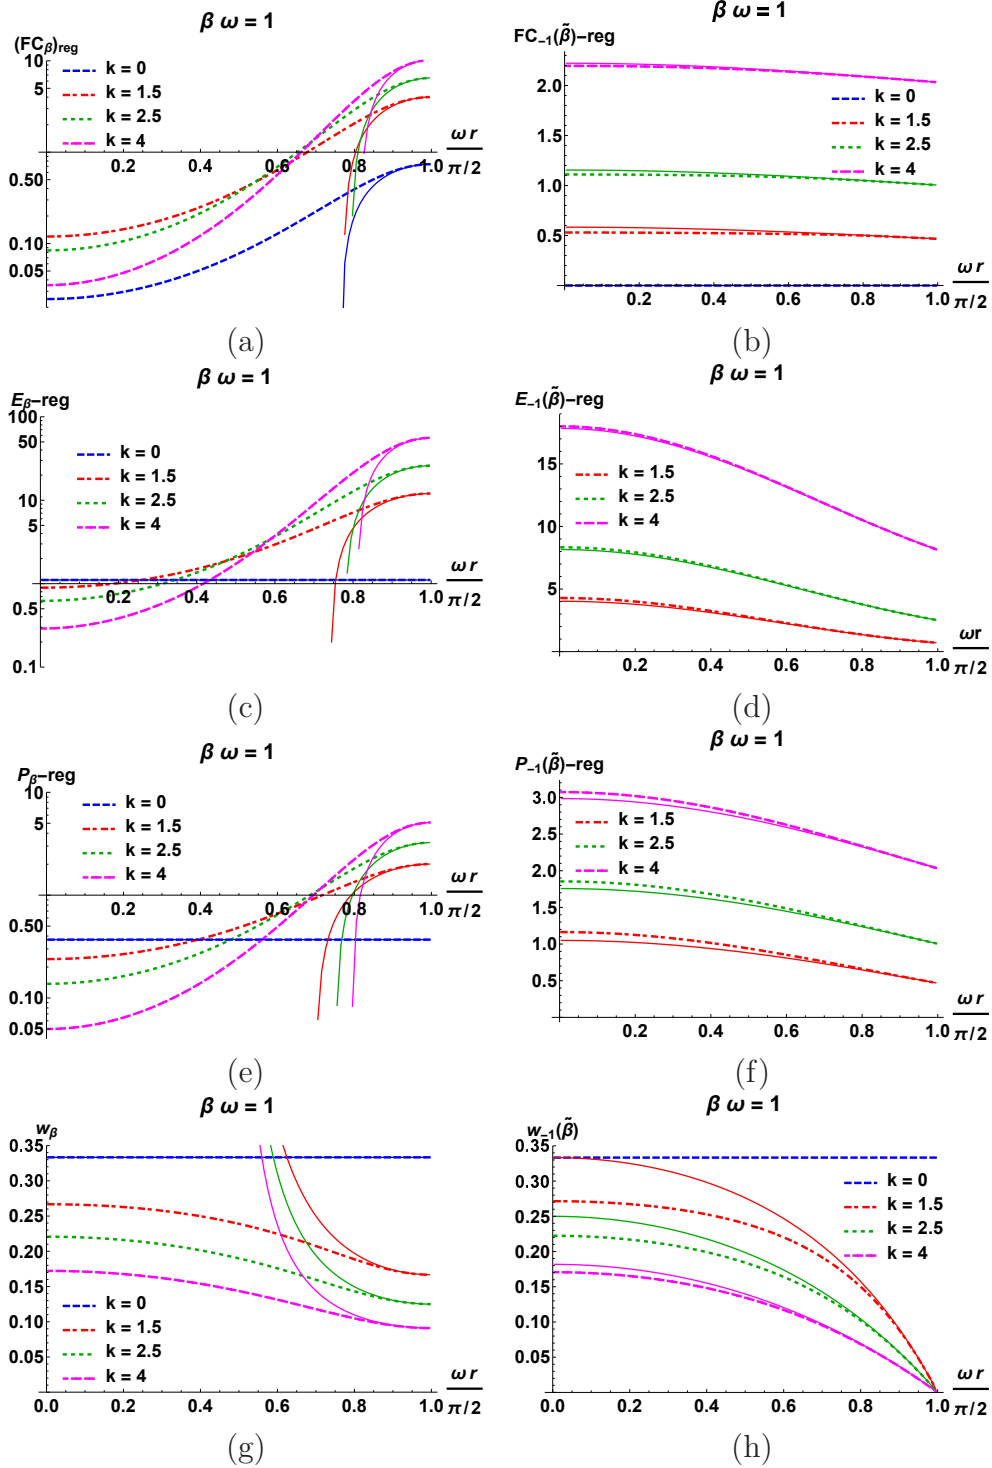 β ω = 1
(FC_β)_reg
k = 0
k = 1.5
k = 2.5
k = 4
10
5
0.50
0.10
0.05
0.2 0.4 0.6 0.8 1.0
ω r
π / 2
(a)
β ω = 1
FC₋₁(β̃)–reg
k = 0
k = 1.5
k = 2.5
k = 4
2.0
1.5
1.0
0.5
0.2 0.4 0.6 0.8 1.0
ω r
π / 2
(b)
β ω = 1
E_β–reg
k = 0
k = 1.5
k = 2.5
k = 4
100
50
10
5
0.5
0.1
0.2 0.4 0.6 0.8 1.0
ω r
π / 2
(c)
β ω = 1
E₋₁(β̃)–reg
k = 1.5
k = 2.5
k = 4
15
10
5
0.2 0.4 0.6 0.8 1.0
ωr
π / 2
(d)
β ω = 1
P_β–reg
k = 0
k = 1.5
k = 2.5
k = 4
10
5
0.50
0.10
0.05
0.2 0.4 0.6 0.8 1.0
ω r
π / 2
(e)
β ω = 1
P₋₁(β̃)–reg
k = 1.5
k = 2.5
k = 4
3.0
2.5
2.0
1.5
1.0
0.5
0.2 0.4 0.6 0.8 1.0
ω r
π / 2
(f)
β ω = 1
w_β
0.35
0.30
0.25
0.20
0.15
0.10
0.05
k = 0
k = 1.5
k = 2.5
k = 4
0.0 0.2 0.4 0.6 0.8 1.0
ω r
π / 2
(g)
β ω = 1
w₋₁(β̃)
0.35
0.30
0.25
0.20
0.15
0.10
0.05
k = 0
k = 1.5
k = 2.5
k = 4
0.0 0.2 0.4 0.6 0.8 1.0
ω r
π / 2
(h)